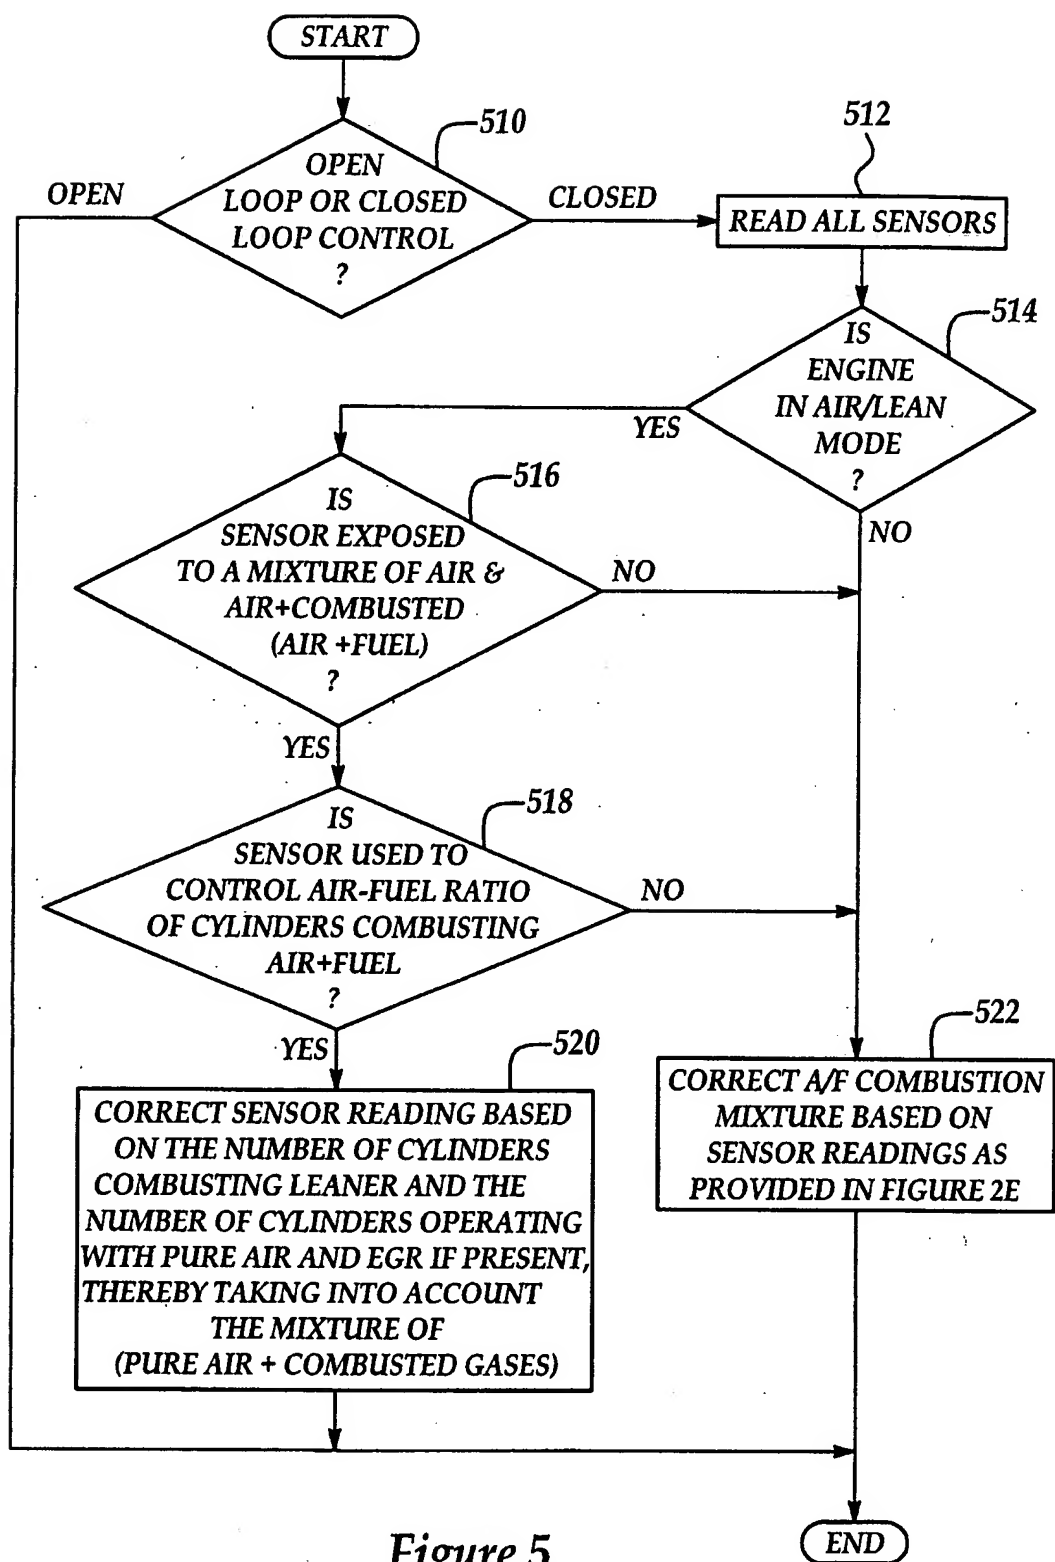 START
510
OPEN
LOOP OR CLOSED
LOOP CONTROL
?
OPEN
CLOSED
512
READ ALL SENSORS
514
IS
ENGINE
IN AIR/LEAN
MODE
?
YES
NO
516
IS
SENSOR EXPOSED
TO A MIXTURE OF AIR &
AIR+COMBUSTED
(AIR +FUEL)
?
NO
YES
518
IS
SENSOR USED TO
CONTROL AIR-FUEL RATIO
OF CYLINDERS COMBUSTING
AIR+FUEL
?
NO
YES
520
CORRECT SENSOR READING BASED
ON THE NUMBER OF CYLINDERS
COMBUSTING LEANER AND THE
NUMBER OF CYLINDERS OPERATING
WITH PURE AIR AND EGR IF PRESENT,
THEREBY TAKING INTO ACCOUNT
THE MIXTURE OF
(PURE AIR + COMBUSTED GASES)
522
CORRECT A/F COMBUSTION
MIXTURE BASED ON
SENSOR READINGS AS
PROVIDED IN FIGURE 2E
END
Figure 5